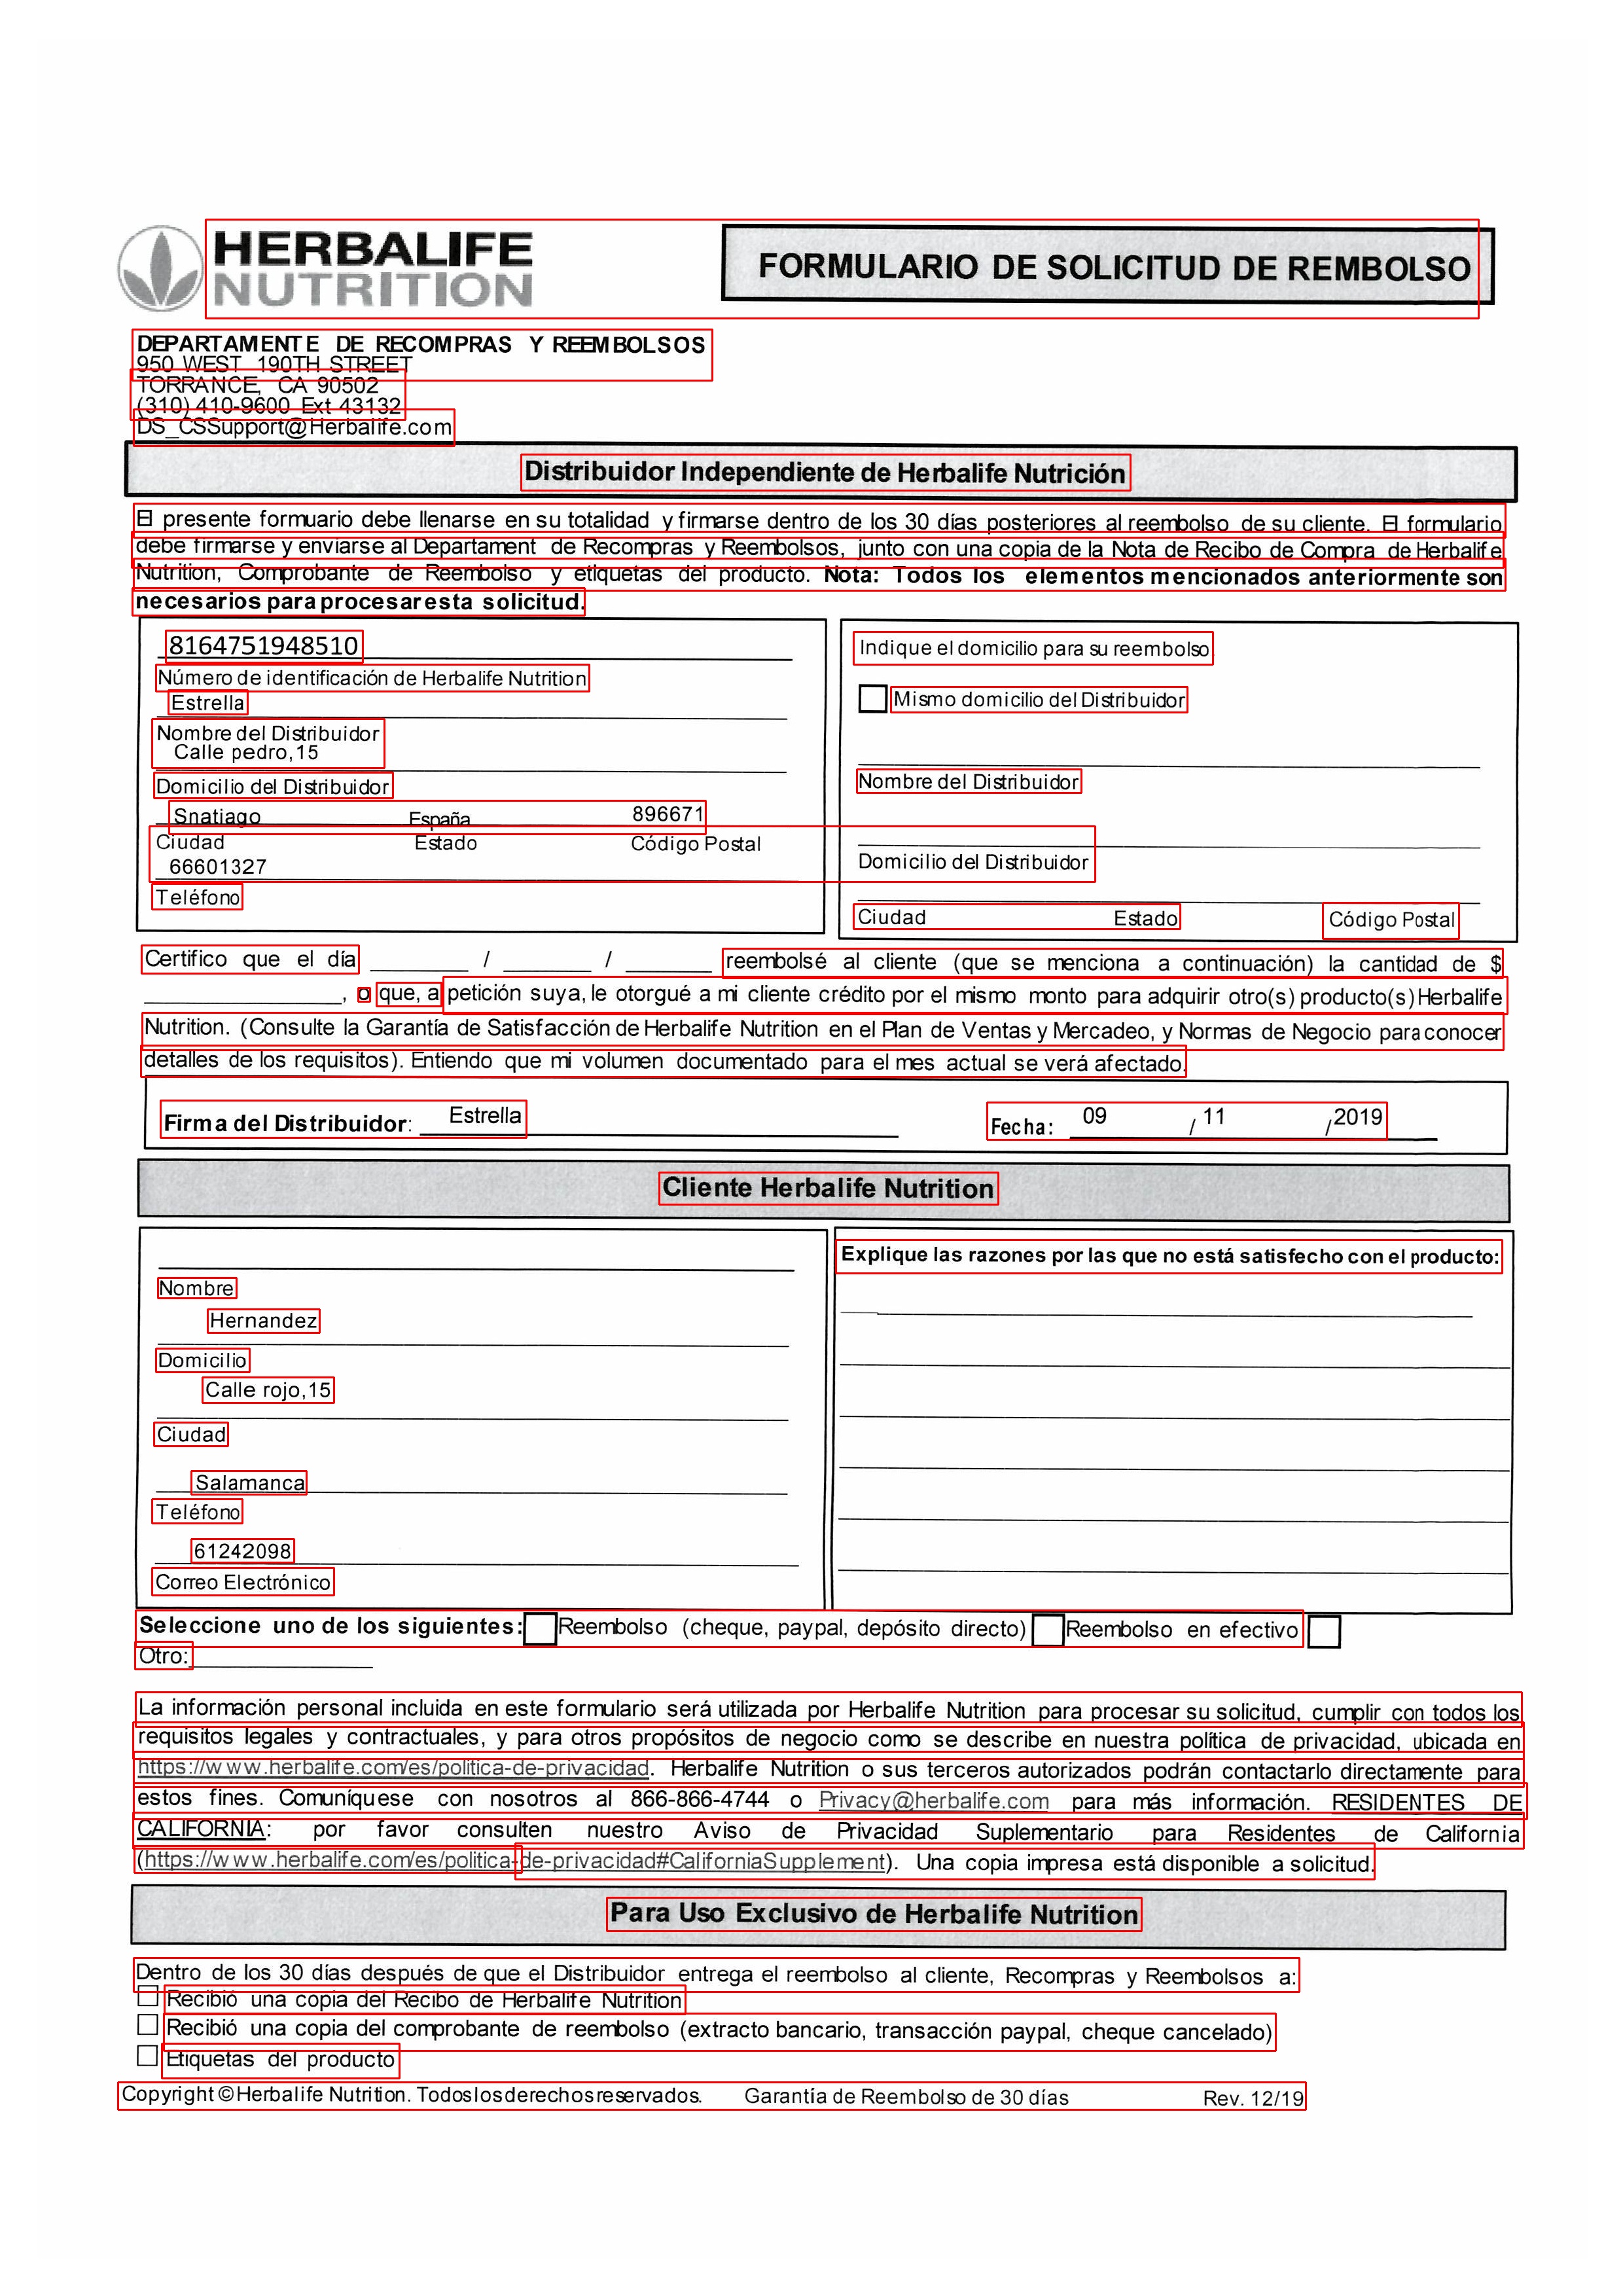 HERBALIFE
NUTRITION
FORMULARIO DE SOLICITUD DE REMBOLSO
DEPARTAMENTE DE RECOMPRAS Y REEMBOLSOS
950 WEST 190TH STREET
TORRANCE, CA 90502
(310) 410-9600 Ext 43132
DS_CSSupport@Herbalife.com
Distribuidor Independiente de Herbalife Nutrición
El presente formuario debe llenarse en su totalidad y firmarse dentro de los 30 días posteriores al reembolso de su cliente. El formulario
debe firmarse y enviarse al Departament de Recompras y Reembolsos, junto con una copia de la Nota de Recibo de Compra de Herbalife
Nutrition, Comprobante de Reembolso y etiquetas del producto. Nota: Todos los elementos mencionados anteriormente son
necesarios para procesar esta solicitud.
8164751948510
Número de identificación de Herbalife Nutrition
Estrella
Nombre del Distribuidor
Calle pedro,15
Domicilio del Distribuidor
Snatiago España 896671
Ciudad Estado Código Postal
66601327
Teléfono
Indique el domicilio para su reembolso
Mismo domicilio del Distribuidor
Nombre del Distribuidor
Domicilio del Distribuidor
Ciudad Estado Código Postal
Certifico que el día ________ / _______ / _______ reembolsé al cliente (que se menciona a continuación) la cantidad de $
________________, o que, a petición suya, le otorgué a mi cliente crédito por el mismo monto para adquirir otro(s) producto(s) Herbalife
Nutrition. (Consulte la Garantía de Satisfacción de Herbalife Nutrition en el Plan de Ventas y Mercadeo, y Normas de Negocio para conocer
detalles de los requisitos). Entiendo que mi volumen documentado para el mes actual se verá afectado.
Firma del Distribuidor: Estrella Fecha: 09 / 11 / 2019
Cliente Herbalife Nutrition
Nombre
Hernandez
Domicilio
Calle rojo,15
Ciudad
Salamanca
Teléfono
61242098
Correo Electrónico
Explique las razones por las que no está satisfecho con el producto:
Seleccione uno de los siguientes: Reembolso (cheque, paypal, depósito directo) Reembolso en efectivo
Otro:_______________
La información personal incluida en este formulario será utilizada por Herbalife Nutrition para procesar su solicitud, cumplir con todos los
requisitos legales y contractuales, y para otros propósitos de negocio como se describe en nuestra política de privacidad, ubicada en
https://www.herbalife.com/es/politica-de-privacidad. Herbalife Nutrition o sus terceros autorizados podrán contactarlo directamente para
estos fines. Comuníquese con nosotros al 866-866-4744 o Privacy@herbalife.com para más información. RESIDENTES DE
CALIFORNIA: por favor consulten nuestro Aviso de Privacidad Suplementario para Residentes de California
(https://www.herbalife.com/es/politica-de-privacidad#CaliforniaSupplement). Una copia impresa está disponible a solicitud.
Para Uso Exclusivo de Herbalife Nutrition
Dentro de los 30 días después de que el Distribuidor entrega el reembolso al cliente, Recompras y Reembolsos a:
Recibió una copia del Recibo de Herbalife Nutrition
Recibió una copia del comprobante de reembolso (extracto bancario, transacción paypal, cheque cancelado)
Etiquetas del producto
Copyright © Herbalife Nutrition. Todos los derechos reservados. Garantía de Reembolso de 30 días Rev. 12/19